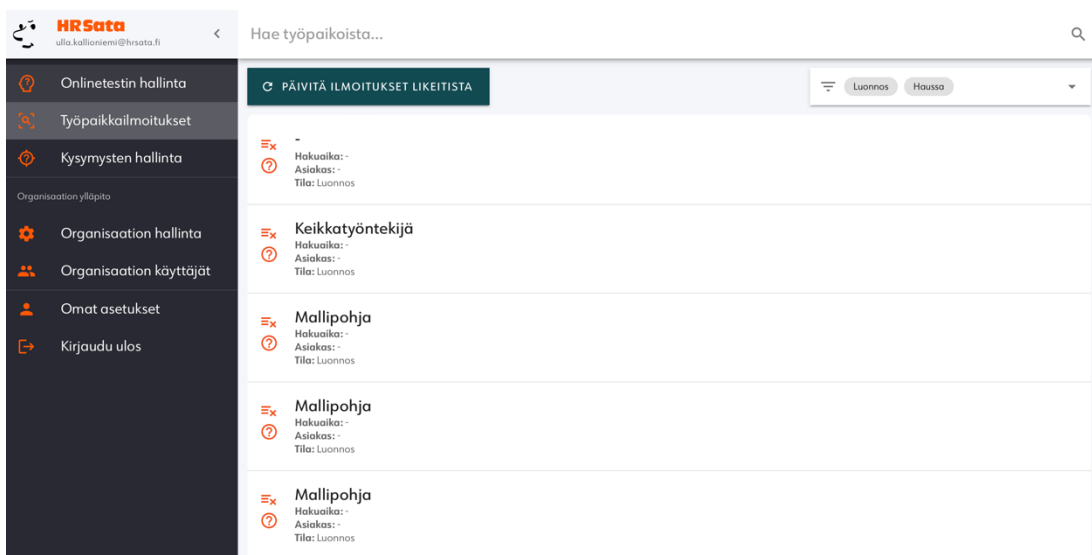 HRSata
ulla.kallioniemi@hrsata.fi
Onlinetestin hallinta
Työpaikkailmoitukset
Kysymysten hallinta
Organisaation ylläpito
Organisaation hallinta
Organisaation käyttäjät
Omat asetukset
Kirjaudu ulos
Hae työpaikoista...
PÄIVITÄ ILMOITUKSET LIKEITISTA
Luonnos Haussa
-
Hakuaika: -
Asiakas: -
Tila: Luonnos
Keikkatyöntekijä
Hakuaika: -
Asiakas: -
Tila: Luonnos
Mallipohja
Hakuaika: -
Asiakas: -
Tila: Luonnos
Mallipohja
Hakuaika: -
Asiakas: -
Tila: Luonnos
Mallipohja
Hakuaika: -
Asiakas: -
Tila: Luonnos